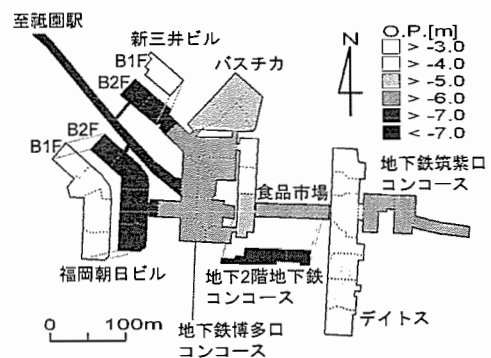 至祇園駅
新三井ビル
B1F
B2F
バスチカ
N
O.P.[m]
> -3.0
> -4.0
> -5.0
> -6.0
> -7.0
< -7.0
B1F
B2F
地下鉄筑紫口
コンコース
食品市場
福岡朝日ビル
地下2階地下鉄
コンコース
デイトス
0 100m
地下鉄博多口
コンコース